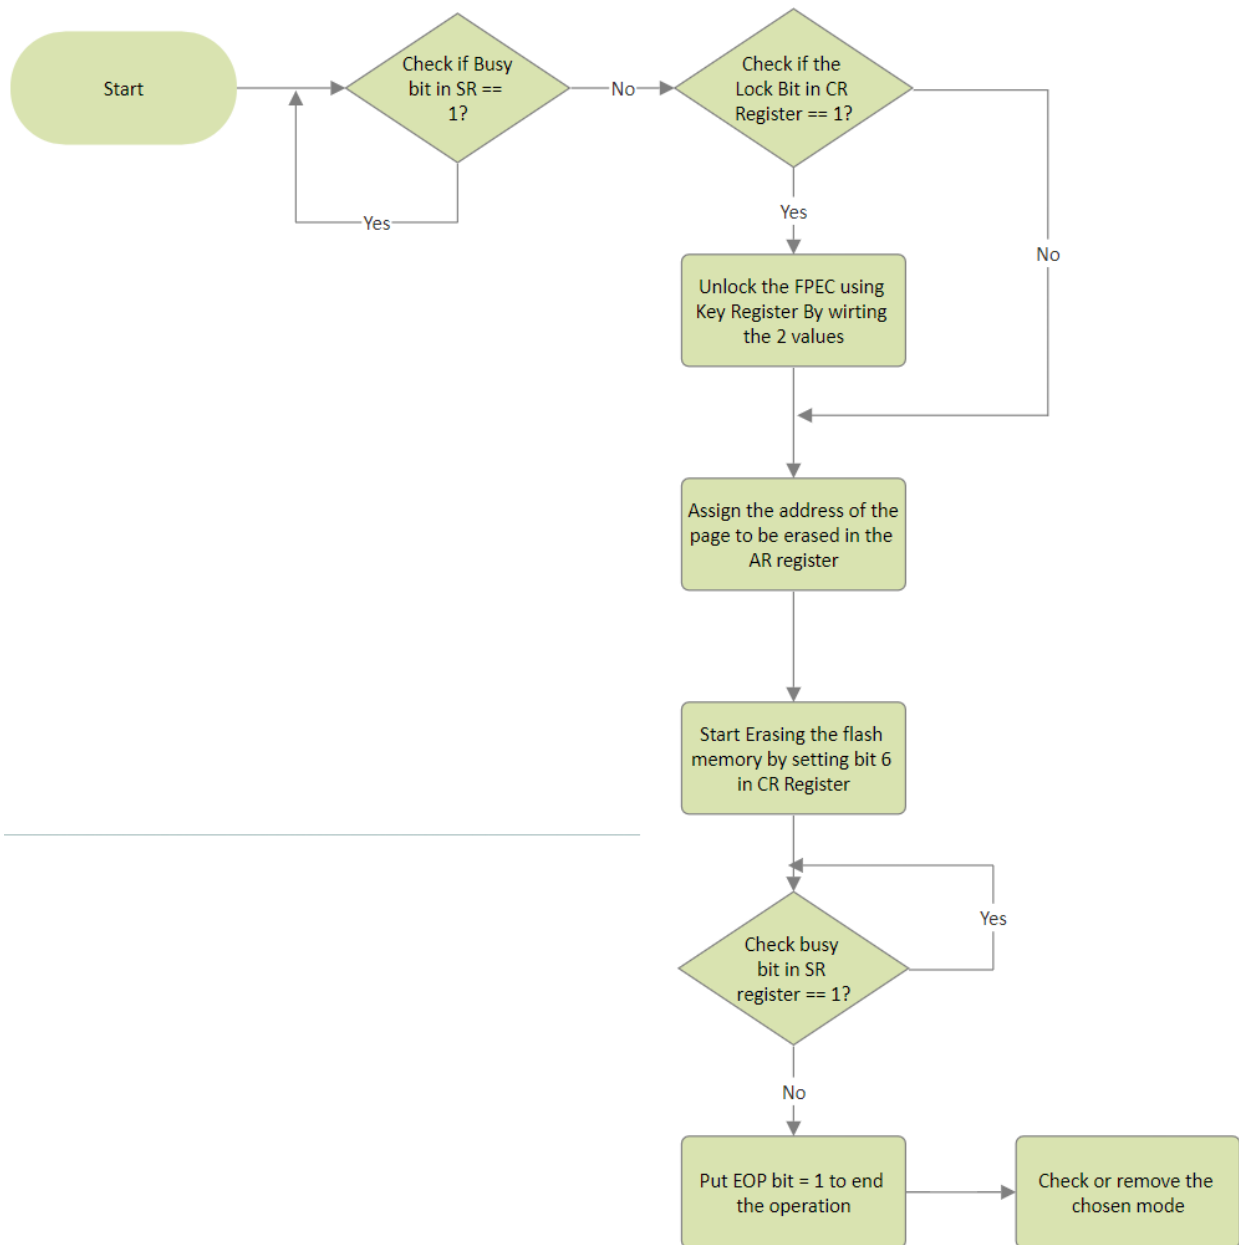 Start
Check if Busy
bit in SR ==
1?
No
Check if the
Lock Bit in CR
Register == 1?
Yes
Yes
No
Unlock the FPEC using
Key Register By wirting
the 2 values
Assign the address of the
page to be erased in the
AR register
Start Erasing the flash
memory by setting bit 6
in CR Register
Yes
Check busy
bit in SR
register == 1?
No
Put EOP bit = 1 to end
the operation
Check or remove the
chosen mode